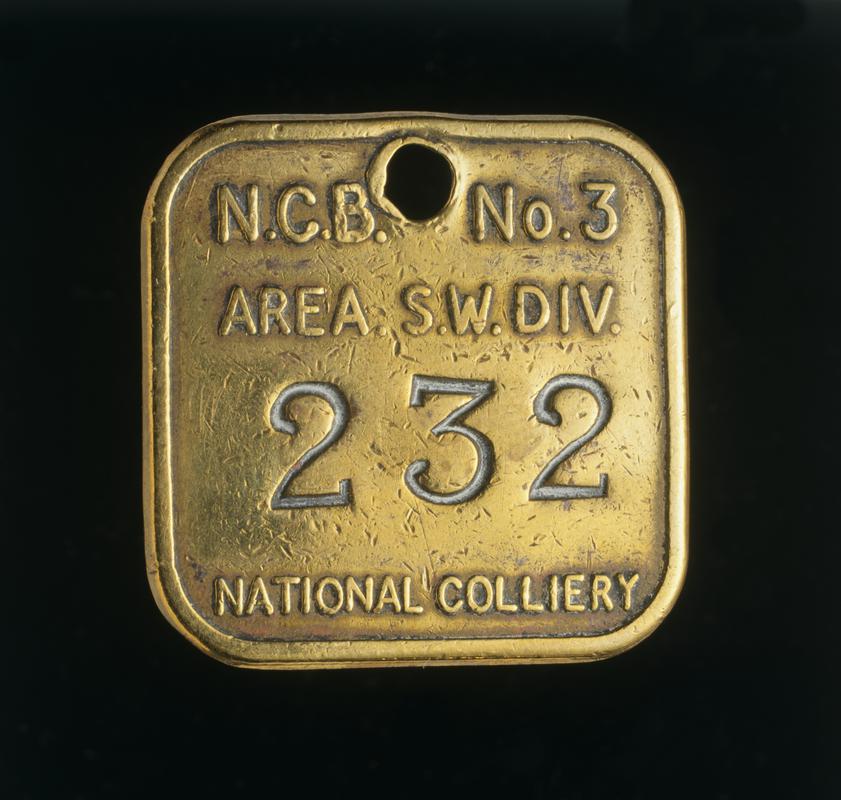 N.C.B. No. 3
AREA. S.W. DIV.
232
NATIONAL COLLIERY